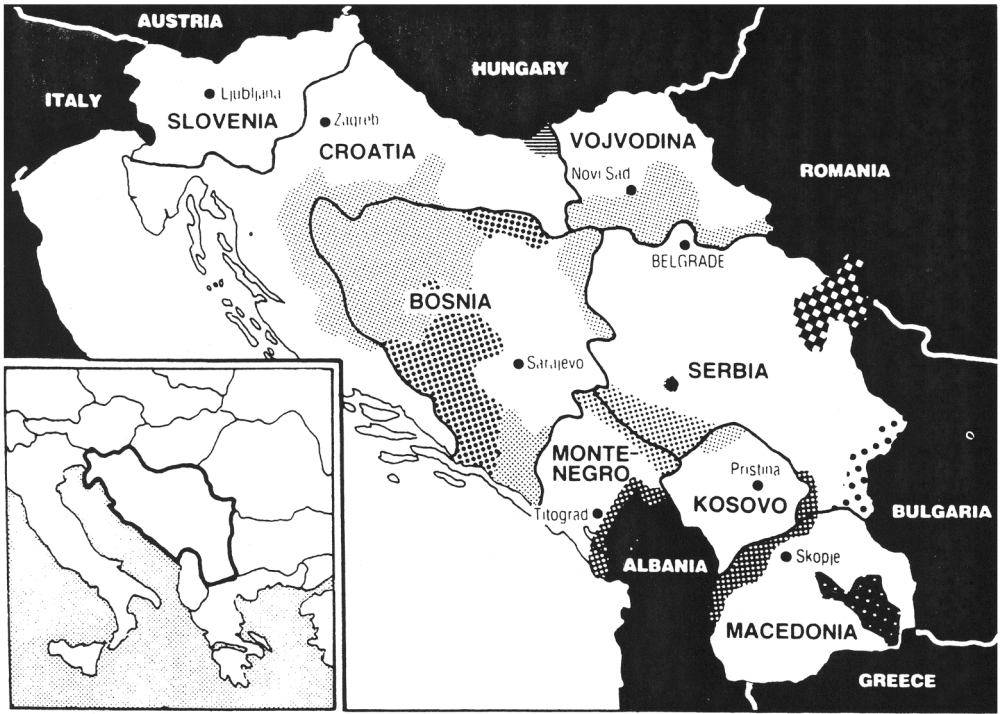 AUSTRIA
HUNGARY
ITALY
Ljubljana
SLOVENIA
Zagreb
CROATIA
VOJVODINA
Novi Sad
ROMANIA
BELGRADE
BOSNIA
Sarajevo
SERBIA
MONTE-
NEGRO
Pristina
KOSOVO
Titograd
BULGARIA
ALBANIA
Skopje
MACEDONIA
GREECE